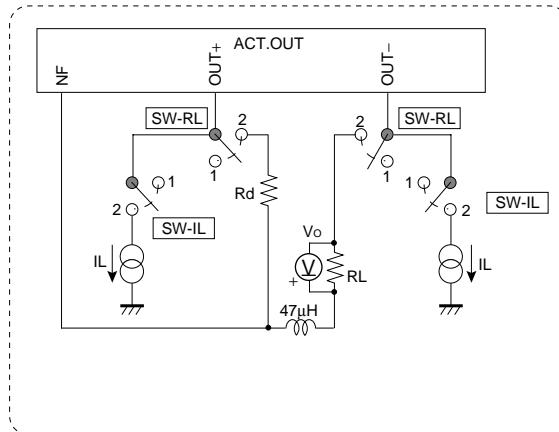 ACT.OUT
NF
OUT+
OUT−
SW-RL
2
1
2
SW-RL
1
1
2
SW-IL
1
2
SW-IL
Rd
IL
VO
V
+
RL
IL
47µH